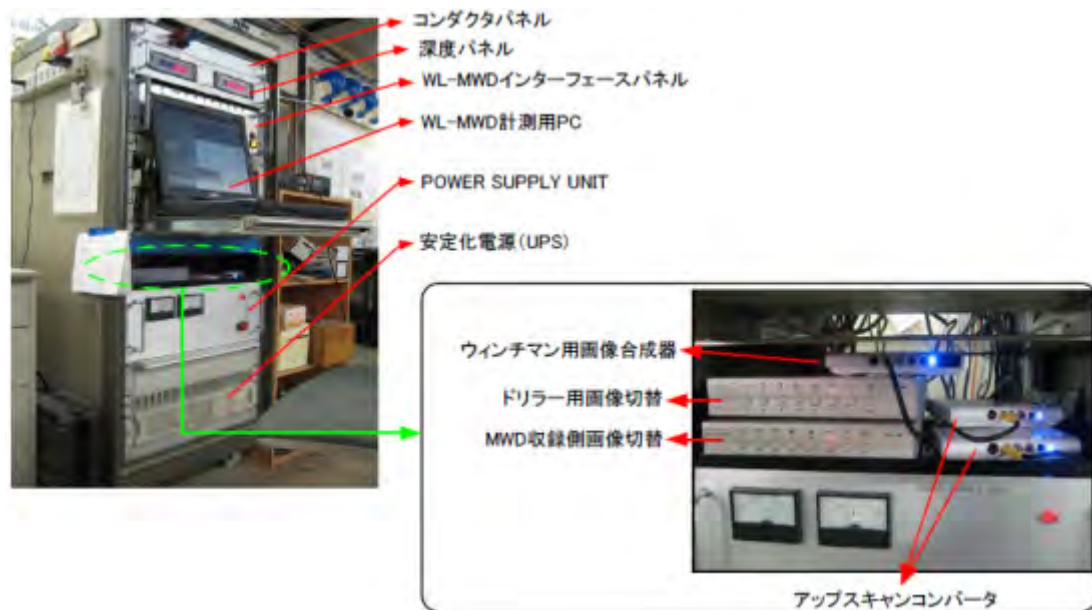 コンダクタパネル
深度パネル
WL-MWDインターフェースパネル
WL-MWD計測用PC
POWER SUPPLY UNIT
安定化電源(UPS)
ウィンチマン用画像合成器
ドリラー用画像切替
MWD収録側画像切替
アップスキャンコンバータ